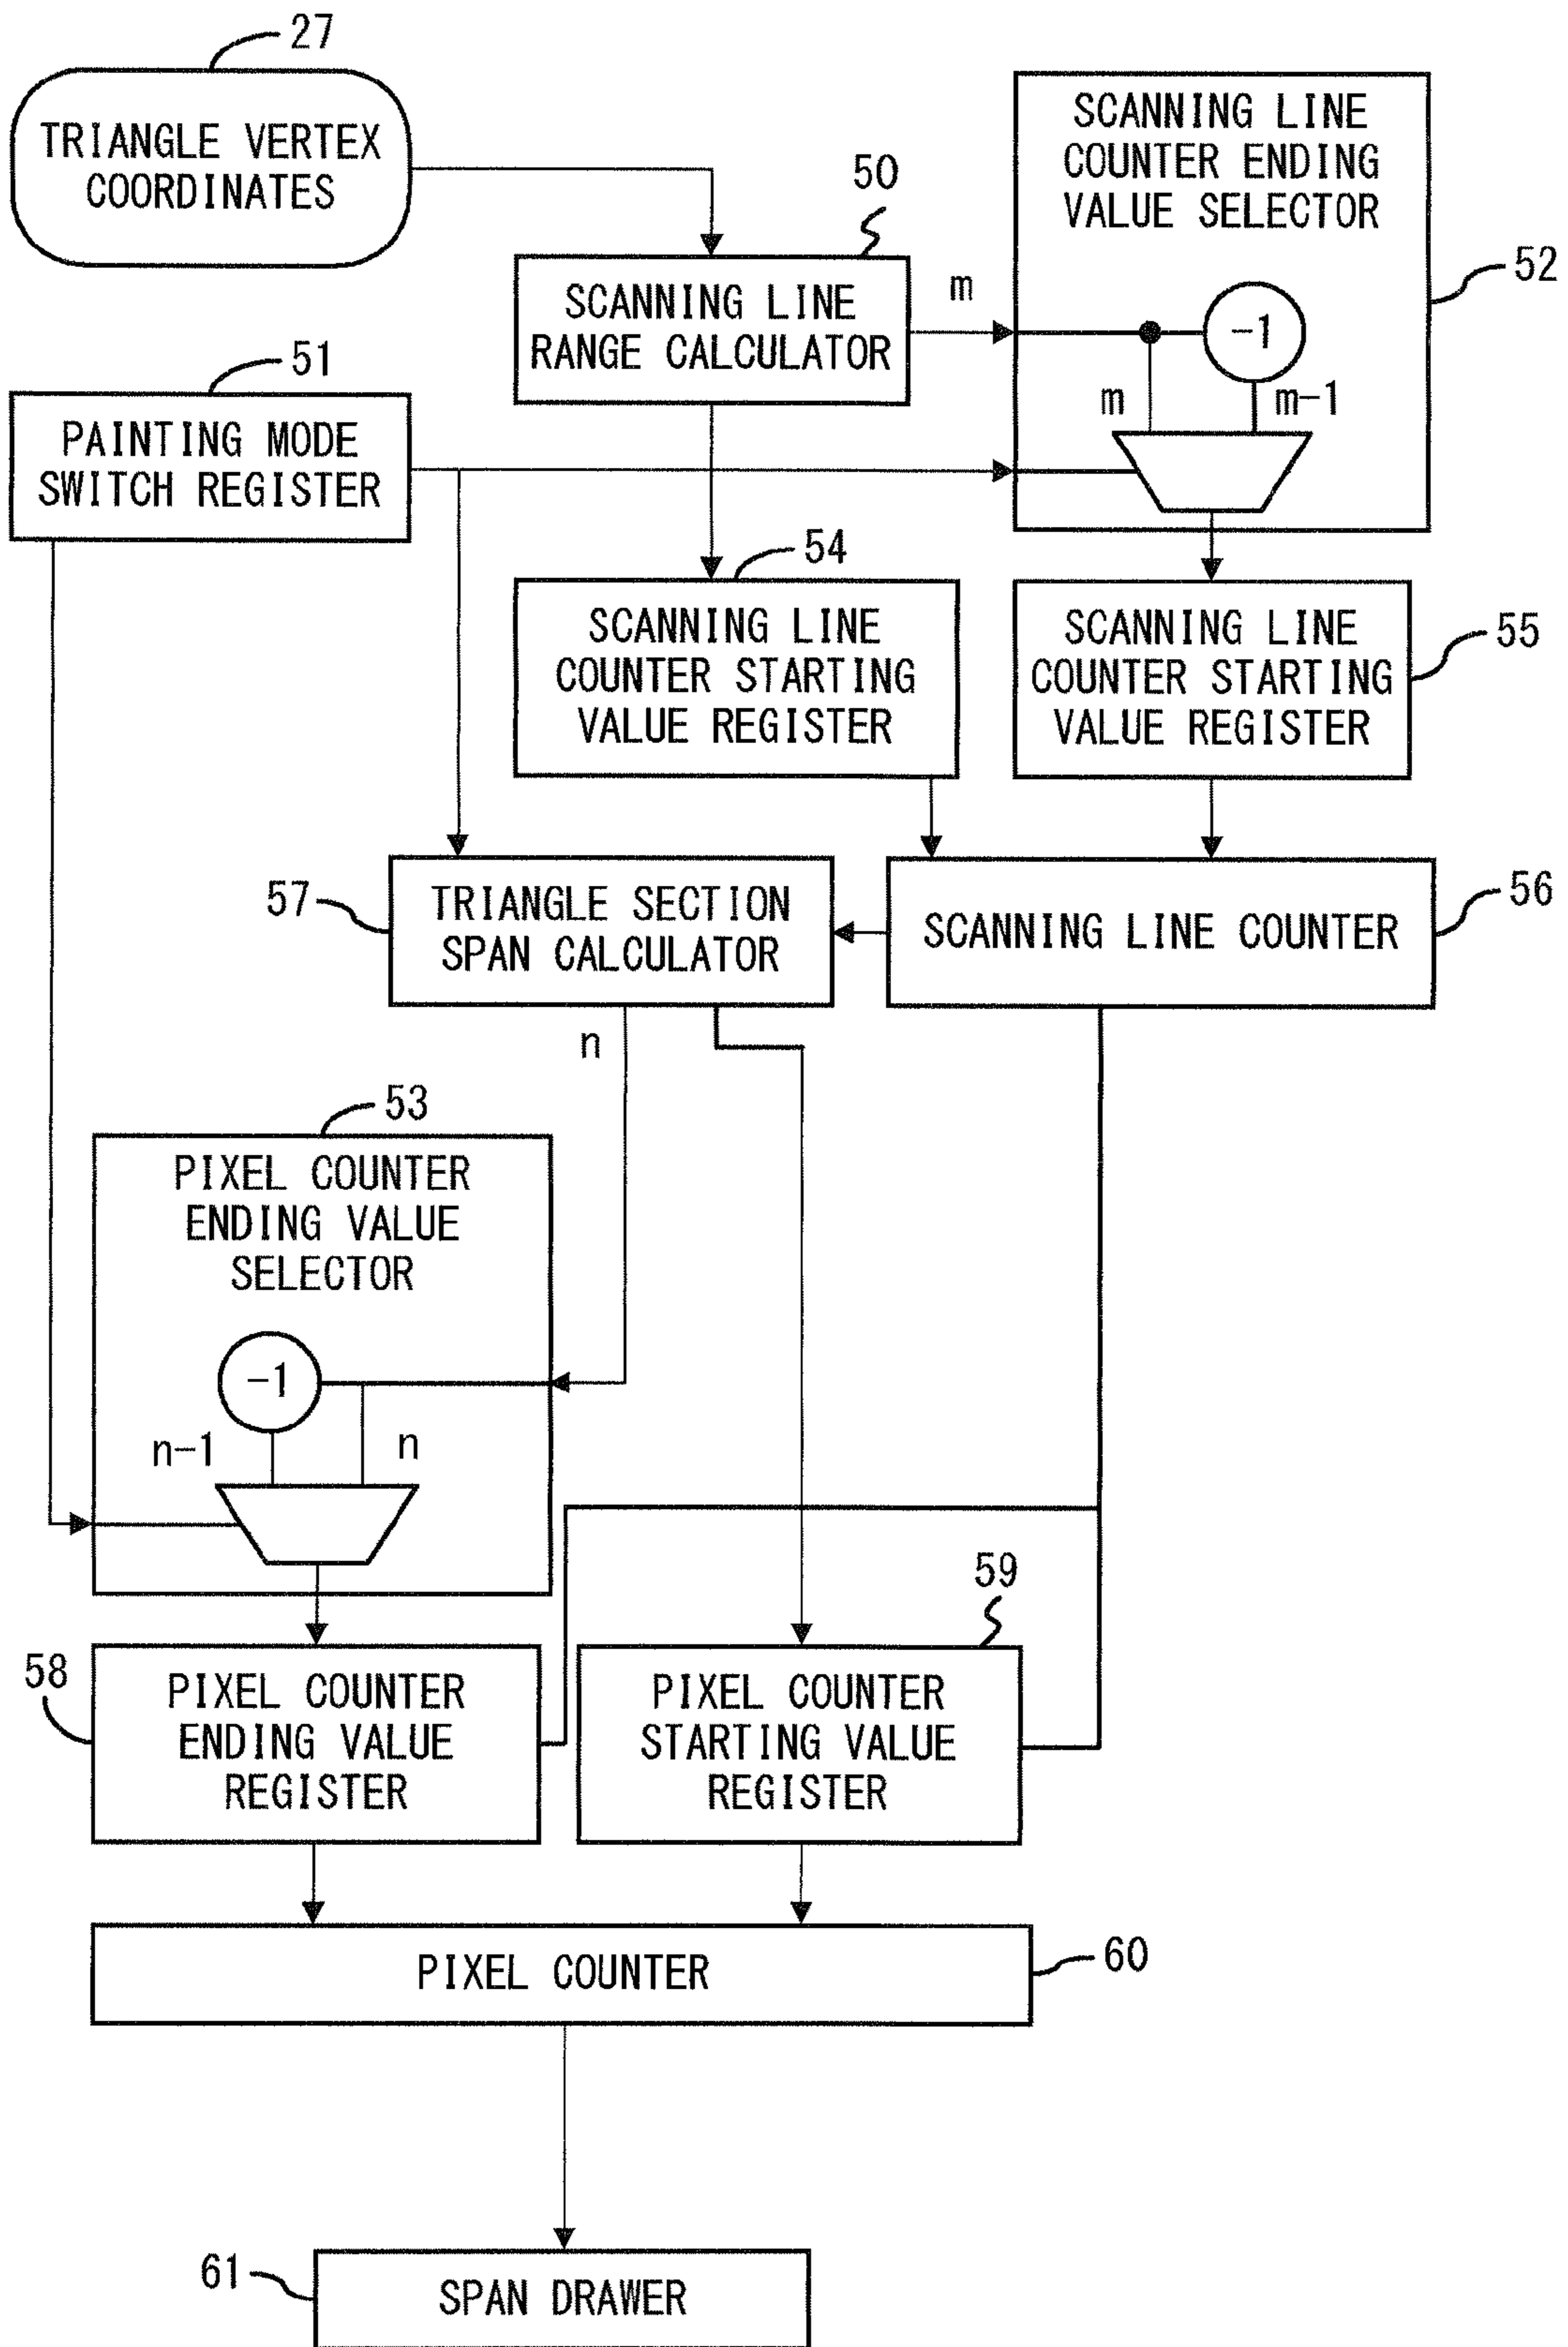 27
TRIANGLE VERTEX
COORDINATES
SCANNING LINE
COUNTER ENDING
VALUE SELECTOR
52
-1
m
m-1
50
SCANNING LINE
RANGE CALCULATOR
m
51
PAINTING MODE
SWITCH REGISTER
54
SCANNING LINE
COUNTER STARTING
VALUE REGISTER
SCANNING LINE
COUNTER STARTING
VALUE REGISTER
55
57
TRIANGLE SECTION
SPAN CALCULATOR
SCANNING LINE COUNTER
56
n
53
PIXEL COUNTER
ENDING VALUE
SELECTOR
-1
n-1
n
58
PIXEL COUNTER
ENDING VALUE
REGISTER
59
PIXEL COUNTER
STARTING VALUE
REGISTER
PIXEL COUNTER
60
61
SPAN DRAWER